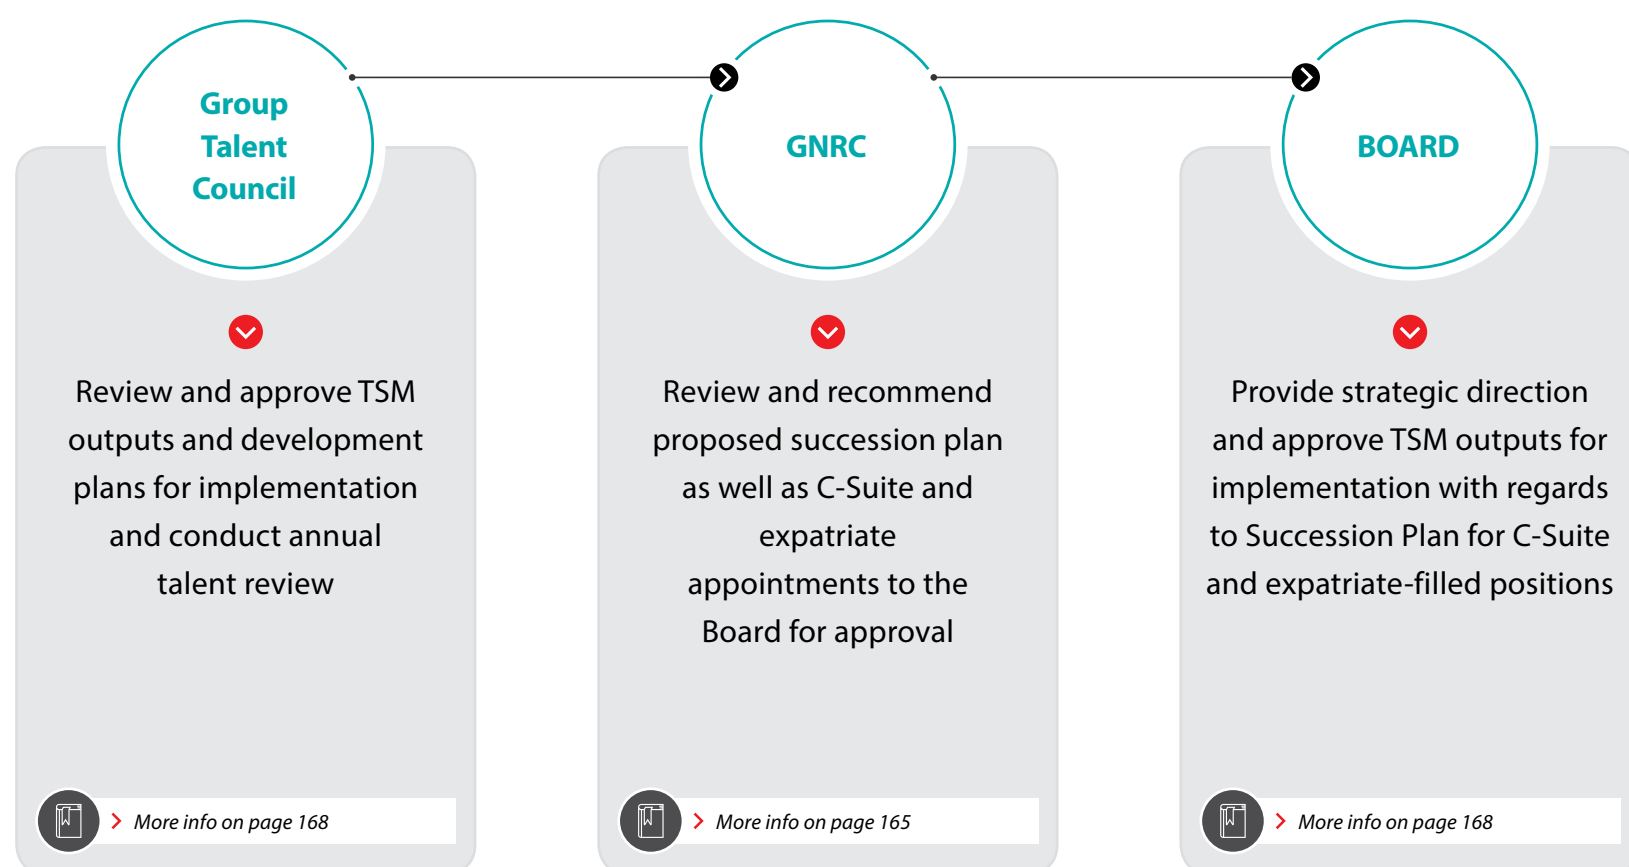 Group
Talent
Council
Review and approve TSM
outputs and development
plans for implementation
and conduct annual
talent review
More info on page 168
GNRC
Review and recommend
proposed succession plan
as well as C-Suite and
expatriate
appointments to the
Board for approval
More info on page 165
BOARD
Provide strategic direction
and approve TSM outputs for
implementation with regards
to Succession Plan for C-Suite
and expatriate-filled positions
More info on page 168